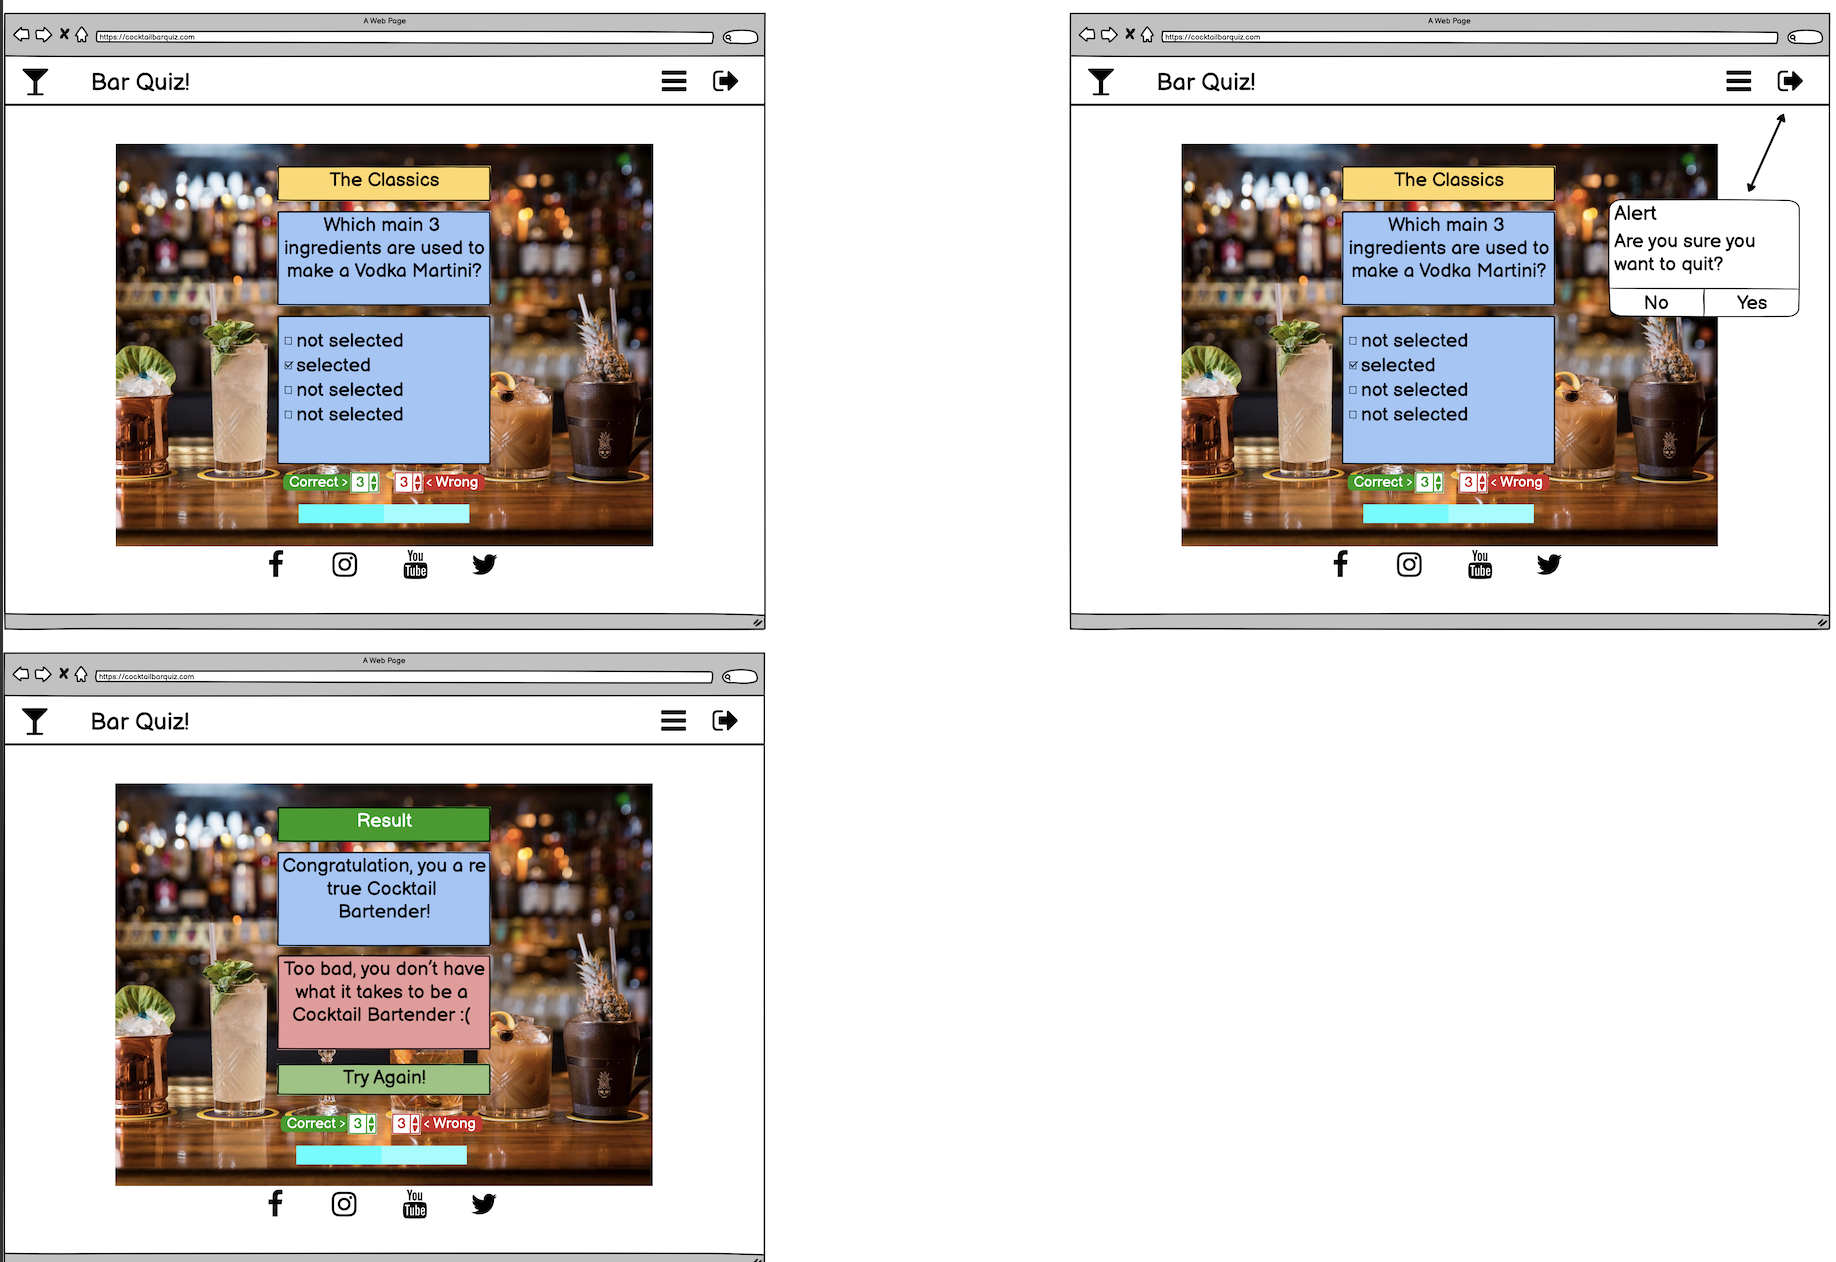 A Web Page
https://cocktailbarquiz.com
Bar Quiz!
The Classics
Which main 3
ingredients are used to
make a Vodka Martini?
not selected
selected
not selected
not selected
Correct > 3 3 < Wrong
You
Tube
A Web Page
https://cocktailbarquiz.com
Bar Quiz!
The Classics
Which main 3
ingredients are used to
make a Vodka Martini?
Alert
Are you sure you
want to quit?
No Yes
not selected
selected
not selected
not selected
Correct > 3 3 < Wrong
You
Tube
A Web Page
https://cocktailbarquiz.com
Bar Quiz!
Result
Congratulation, you a re
true Cocktail
Bartender!
Too bad, you don't have
what it takes to be a
Cocktail Bartender :(
Try Again!
Correct > 3 3 < Wrong
You
Tube